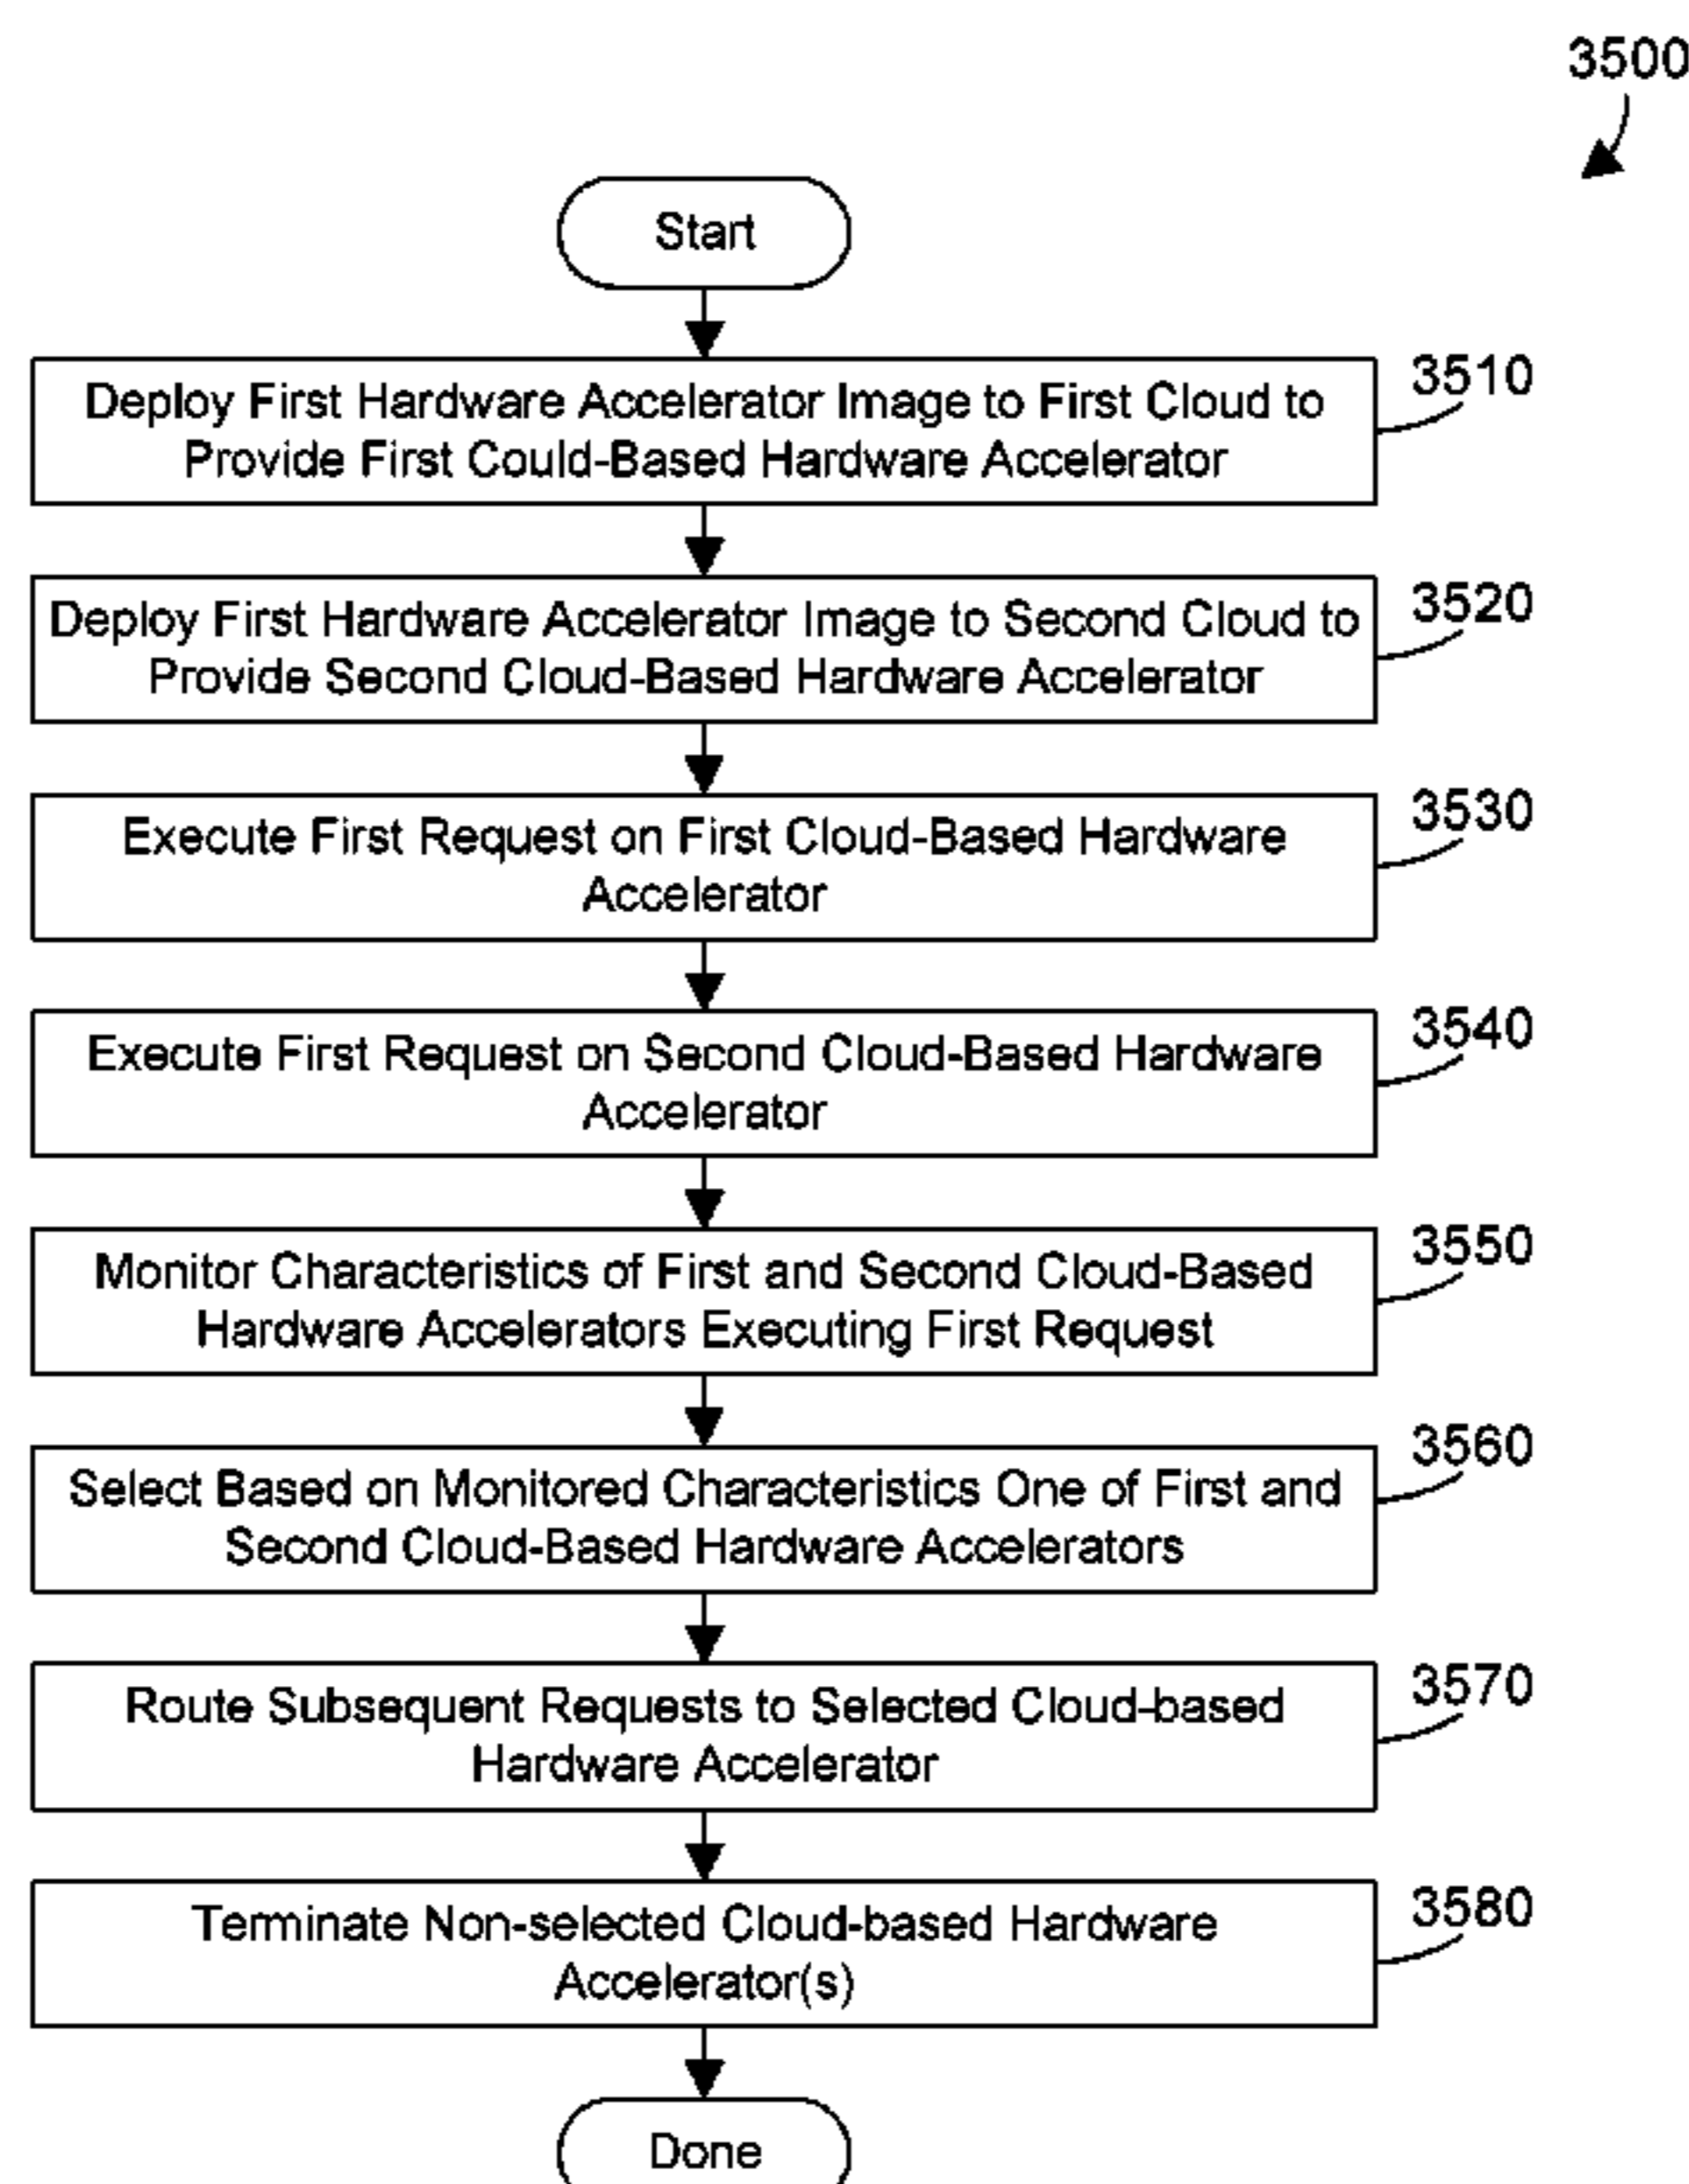 3500
Start
Deploy First Hardware Accelerator Image to First Cloud to
Provide First Could-Based Hardware Accelerator
3510
Deploy First Hardware Accelerator Image to Second Cloud to
Provide Second Cloud-Based Hardware Accelerator
3520
Execute First Request on First Cloud-Based Hardware
Accelerator
3530
Execute First Request on Second Cloud-Based Hardware
Accelerator
3540
Monitor Characteristics of First and Second Cloud-Based
Hardware Accelerators Executing First Request
3550
Select Based on Monitored Characteristics One of First and
Second Cloud-Based Hardware Accelerators
3560
Route Subsequent Requests to Selected Cloud-based
Hardware Accelerator
3570
Terminate Non-selected Cloud-based Hardware
Accelerator(s)
3580
Done